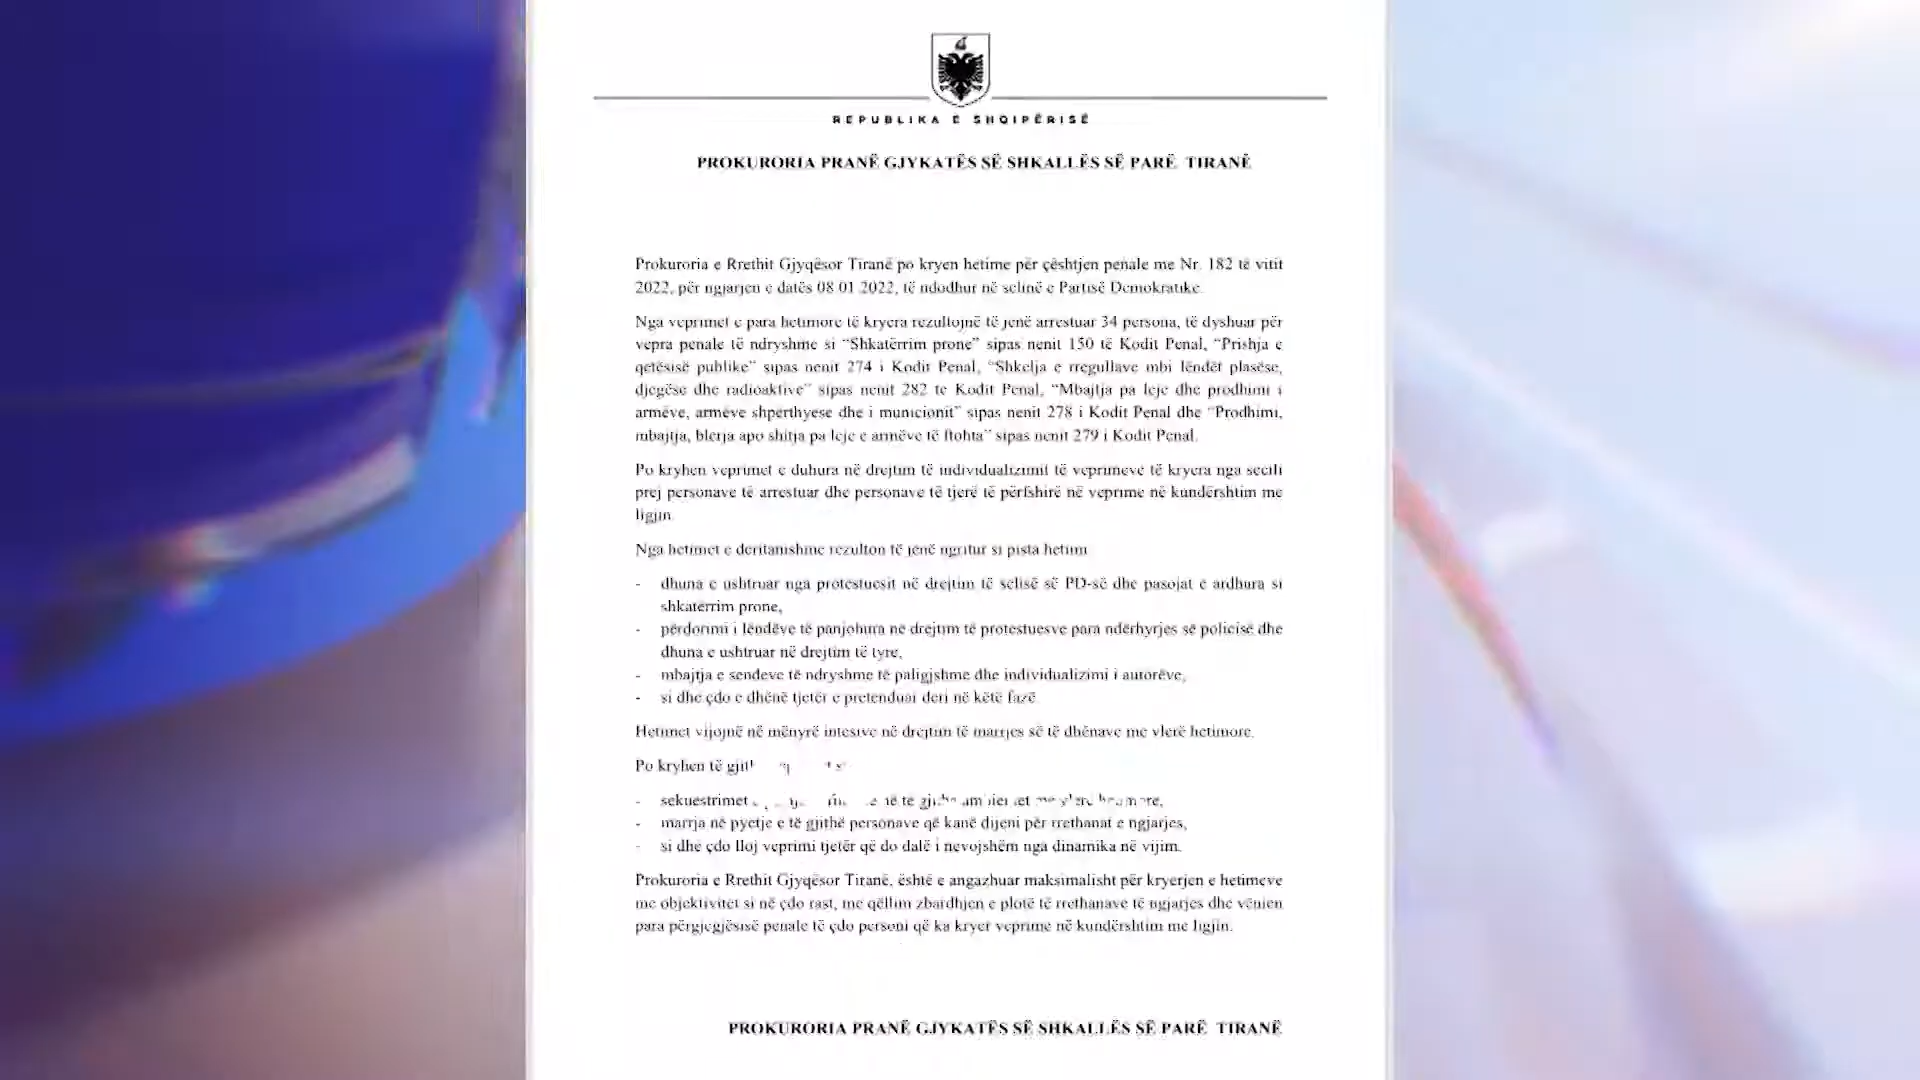 REPUBLIKA E SHQIPËRISË
PROKURORIA PRANË GJYKATËS SË SHKALLËS SË PARË TIRANË
Prokuroria e Rrethit Gjyqësor Tiranë po kryen hetime për çështjen penale me Nr. 182 të vitit
2022, për ngjarjen e datës 08.01.2022, të ndodhur në selinë e Partisë Demokratike.
Nga veprimet e para hetimore të kryera rezultojnë të jenë arrestuar 34 persona, të dyshuar për
vepra penale të ndryshme si “Shkatërrim prone” sipas nenit 150 të Kodit Penal, “Prishja e
qetësisë publike” sipas nenit 274 i Kodit Penal, “Shkelja e rregullave mbi lëndët plasëse,
djegëse dhe radioaktive” sipas nenit 282 te Kodit Penal, “Mbajtja pa leje dhe prodhimi i
armëve, armëve shpërthyese dhe i municionit” sipas nenit 278 i Kodit Penal dhe “Prodhimi,
mbajtja, blerja apo shitja pa leje e armëve të ftohta” sipas nenit 279 i Kodit Penal.
Po kryhen veprimet e duhura në drejtim të individualizimit të veprimeve të kryera nga secili
prej personave të arrestuar dhe personave të tjerë të përfshirë në veprime në kundërshtim me
ligjin.
Nga hetimet e deritanishme rezulton të jenë ngritur si pista hetim
- dhuna e ushtruar nga protestuesit në drejtim të selisë së PD-së dhe pasojat e ardhura si
shkatërrim prone,
- përdorimi i lëndëve të panjohura në drejtim të protestuesve para ndërhyrjes së policisë dhe
dhuna e ushtruar në drejtim të tyre,
- mbajtja e sendeve të ndryshme të paligjshme dhe individualizimi i autorëve,
- si dhe çdo e dhënë tjetër e pretenduar deri në këtë fazë
Hetimet vijojnë në mënyrë intesive në drejtim të marrjes së të dhënave me vlerë hetimore.
Po kryhen të
- sekuestrimet në të
- marrja në pyetje e të gjithë personave që kanë dijeni për rrethanat e ngjarjes,
- si dhe çdo lloj veprimi tjetër që do dalë i nevojshëm nga dinamika në vijim.
Prokuroria e Rrethit Gjyqësor Tiranë, është e angazhuar maksimalisht për kryerjen e hetimeve
me objektivitet si në çdo rast, me qëllim zbardhjen e plotë të rrethanave të ngjarjes dhe vënien
para përgjegjësisë penale të çdo personi që ka kryer veprime në kundërshtim me ligjin.
PROKURORIA PRANË GJYKATËS SË SHKALLËS SË PARË TIRANË